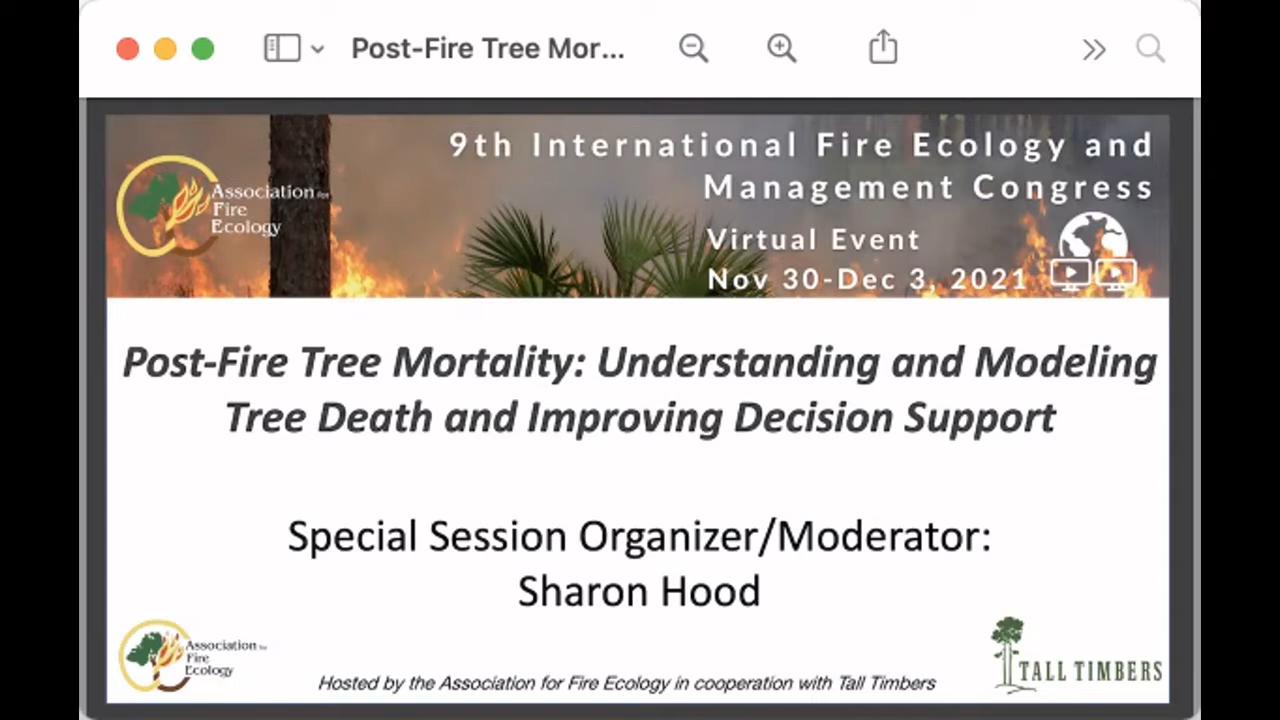 Post-Fire Tree Mor...
9th International Fire Ecology and
Management Congress
Association for
Fire
Ecology
Virtual Event
Nov 30-Dec 3, 2021
Post-Fire Tree Mortality: Understanding and Modeling
Tree Death and Improving Decision Support
Special Session Organizer/Moderator:
Sharon Hood
Association for
Fire
Ecology
Hosted by the Association for Fire Ecology in cooperation with Tall Timbers
TALL TIMBERS